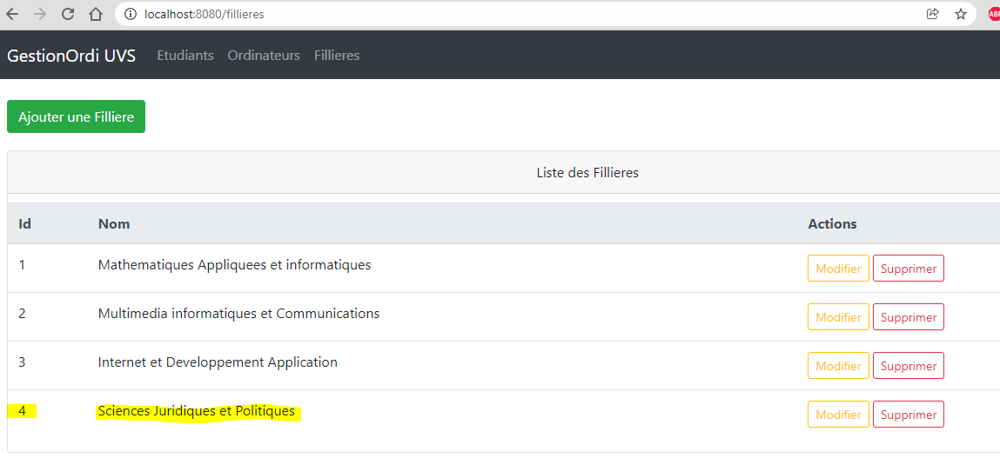 localhost:8080/fillieres
ABP
GestionOrdi UVS Etudiants Ordinateurs Fillieres
Ajouter une Filliere
Liste des Fillieres
Id Nom Actions
1 Mathematiques Appliquees et informatiques Modifier Supprimer
2 Multimedia informatiques et Communications Modifier Supprimer
3 Internet et Developpement Application Modifier Supprimer
4 Sciences Juridiques et Politiques Modifier Supprimer